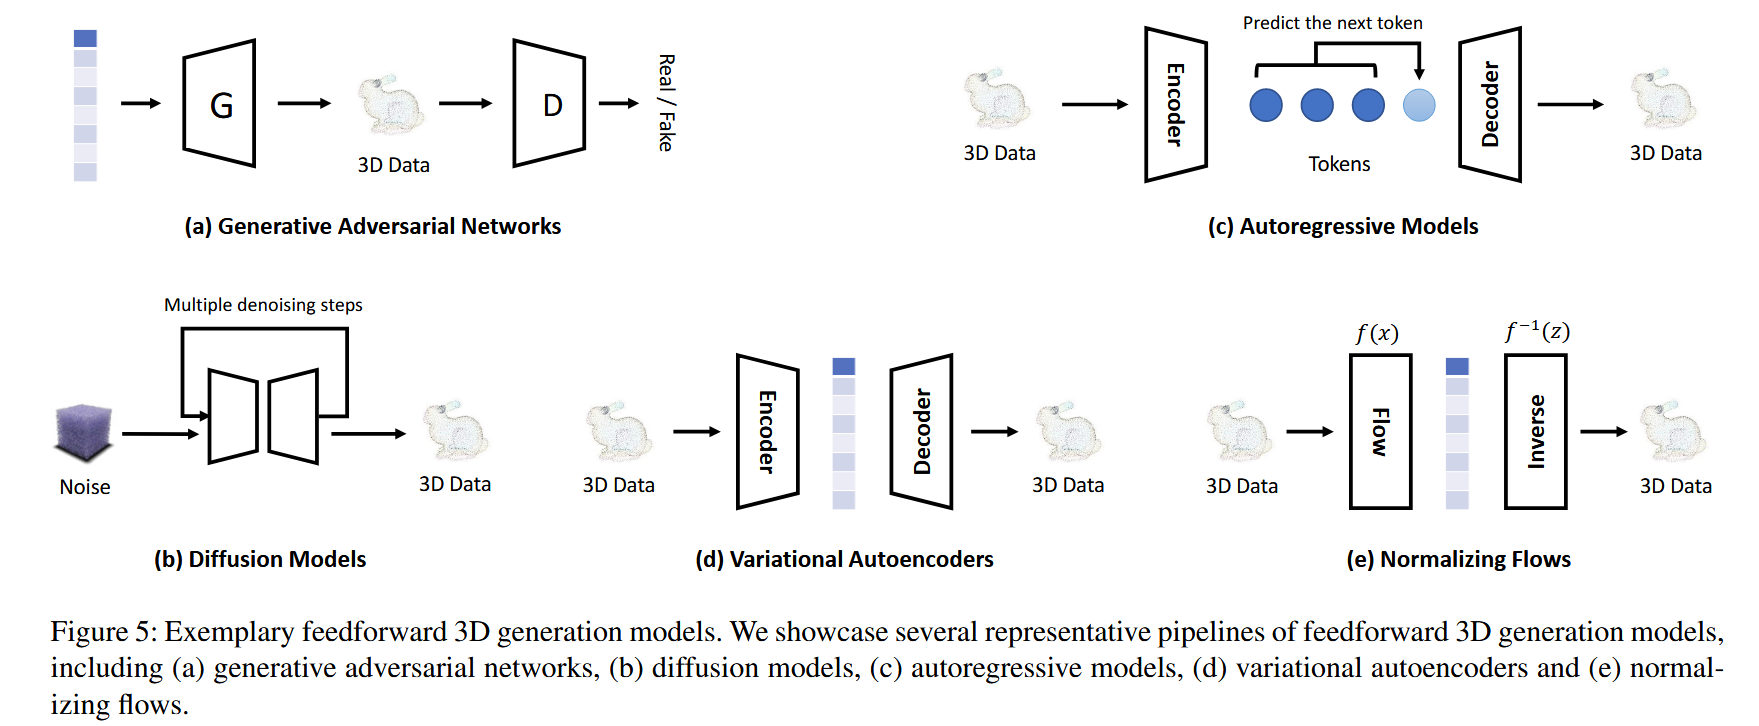 G
3D Data
D
Real / Fake
(a) Generative Adversarial Networks
Predict the next token
3D Data
Encoder
Tokens
Decoder
3D Data
(c) Autoregressive Models
Multiple denoising steps
Noise
3D Data
(b) Diffusion Models
3D Data
Encoder
Decoder
3D Data
(d) Variational Autoencoders
f(x)
f⁻¹(z)
3D Data
Flow
Inverse
3D Data
(e) Normalizing Flows
Figure 5: Exemplary feedforward 3D generation models. We showcase several representative pipelines of feedforward 3D generation models,
including (a) generative adversarial networks, (b) diffusion models, (c) autoregressive models, (d) variational autoencoders and (e) normal-
izing flows.